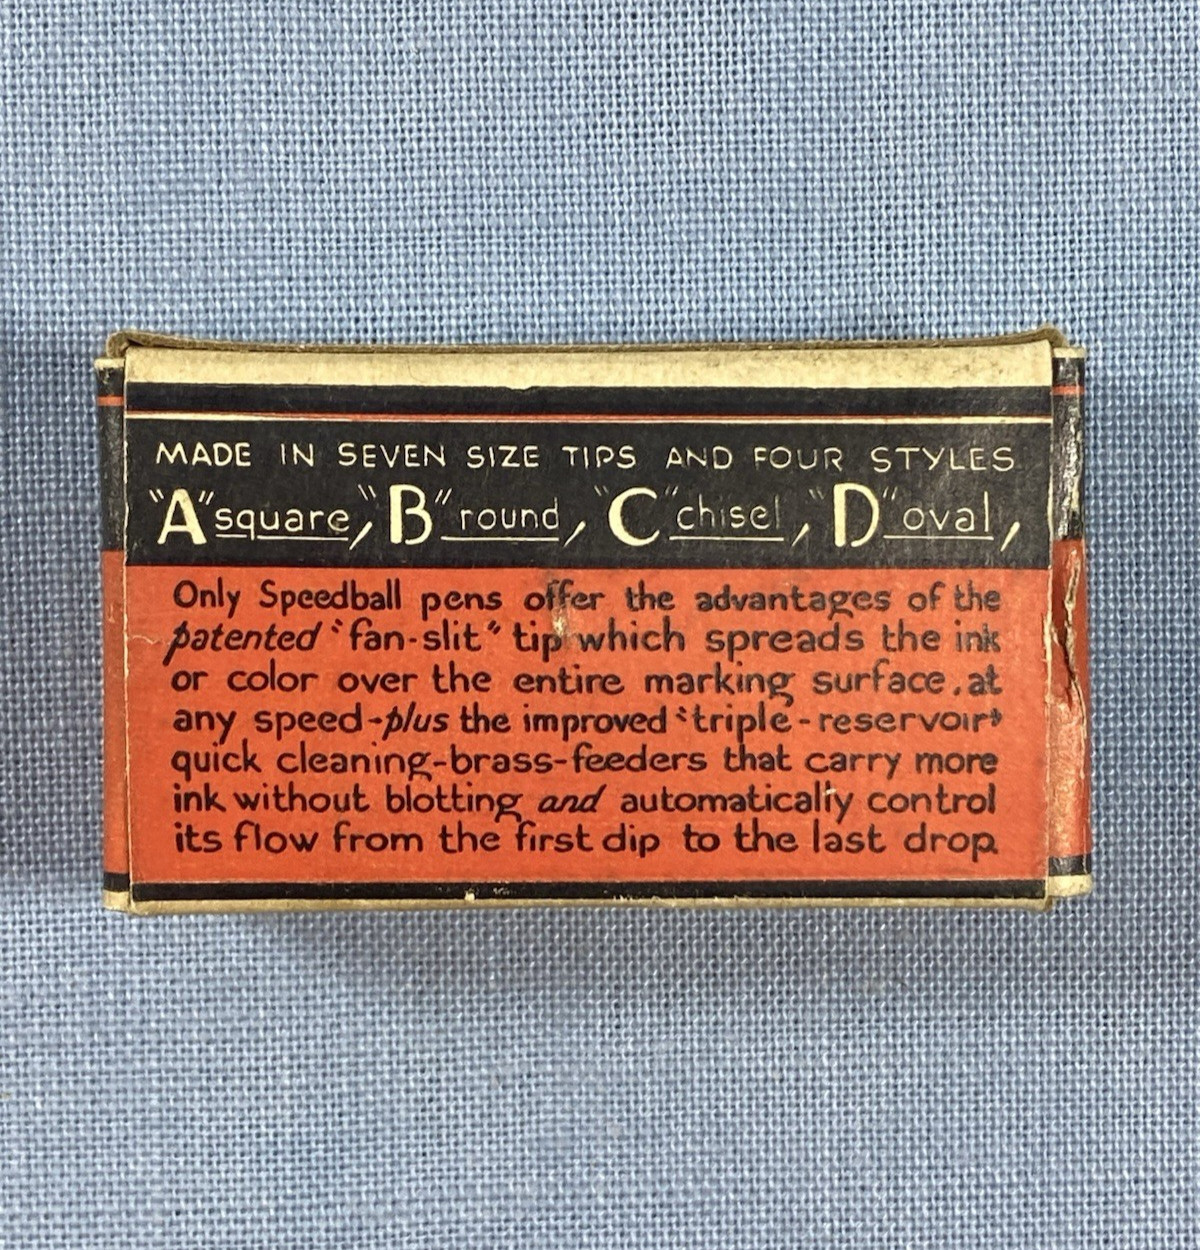 MADE IN SEVEN SIZE TIPS AND FOUR STYLES
"A" square, "B" round, "C" chisel, "D" oval,
Only Speedball pens offer the advantages of the
patented "fan-slit" tip which spreads the ink
or color over the entire marking surface, at
any speed-plus the improved "triple-reservoir"
quick cleaning-brass-feeders that carry more
ink without blotting and automatically control
its flow from the first dip to the last drop